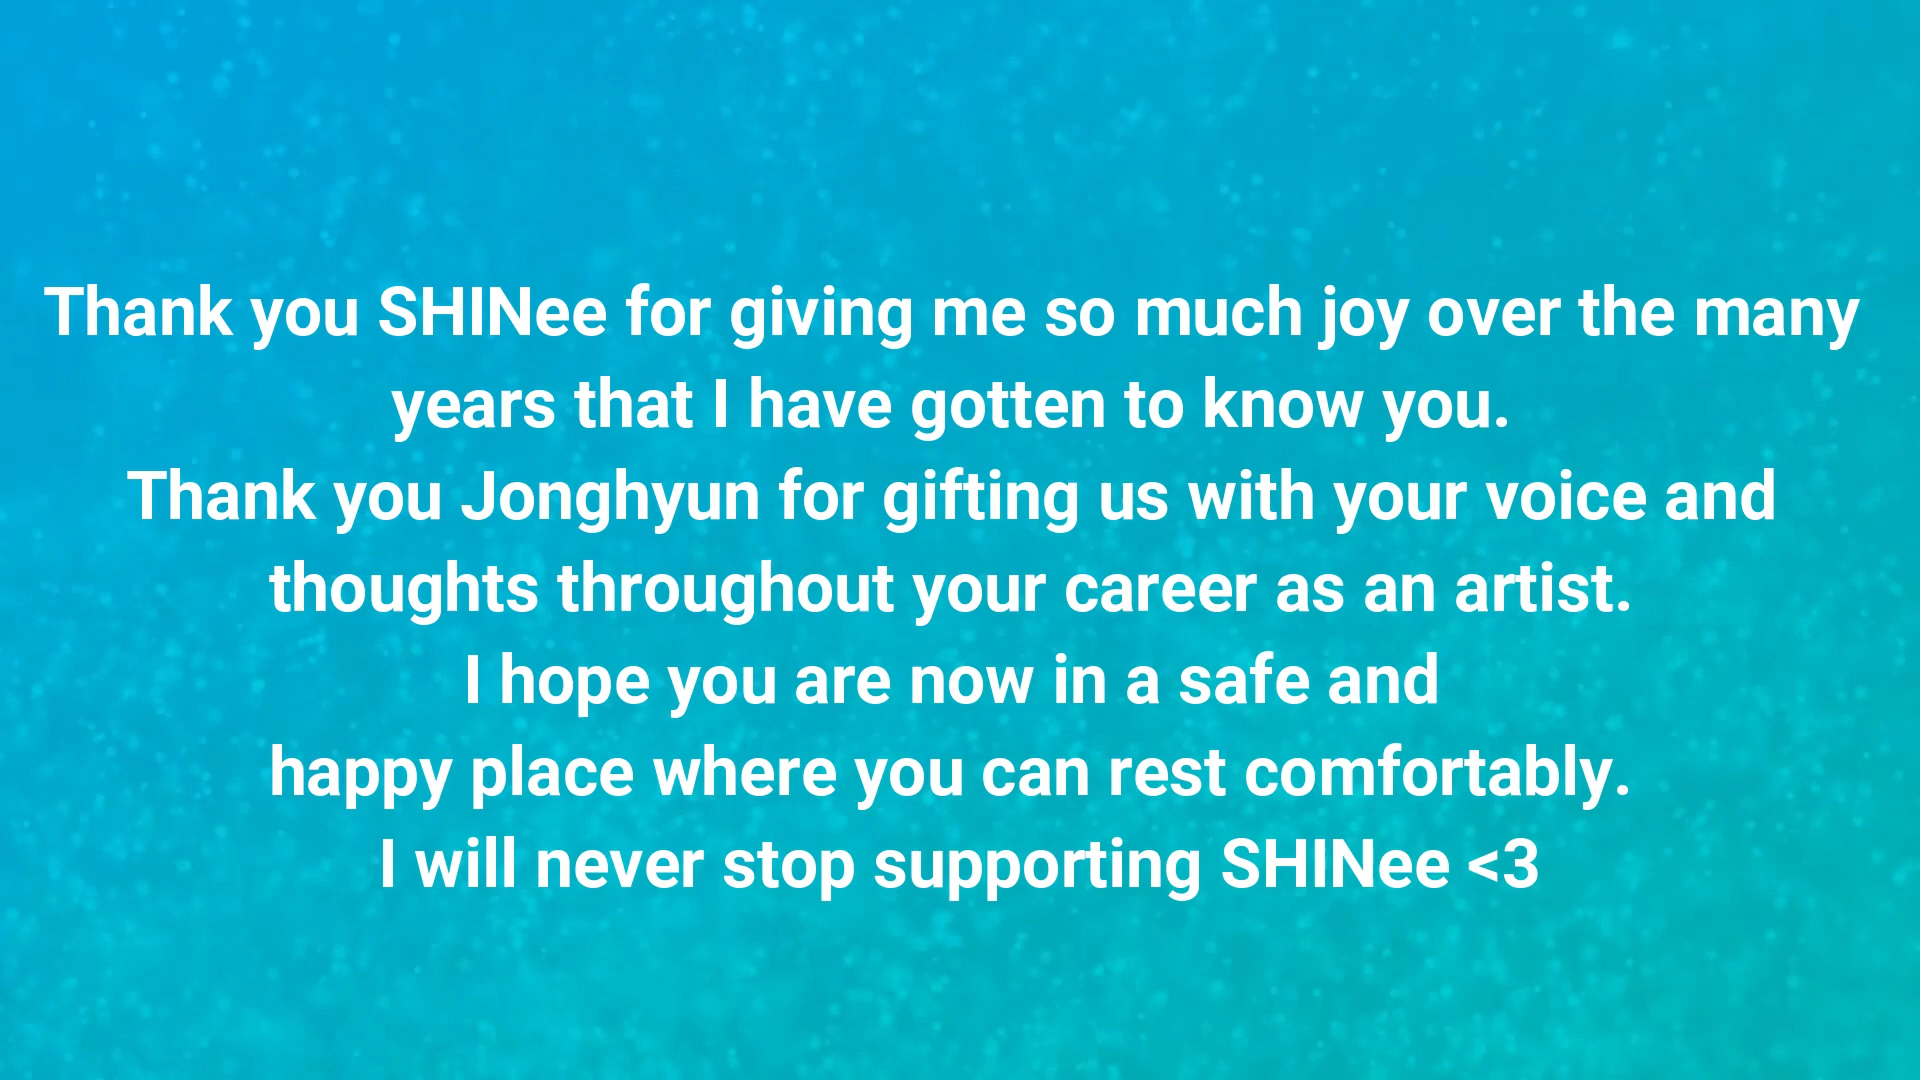 Thank you SHINee for giving me so much joy over the many
years that I have gotten to know you.
Thank you Jonghyun for gifting us with your voice and
thoughts throughout your career as an artist.
I hope you are now in a safe and
happy place where you can rest comfortably.
I will never stop supporting SHINee <3